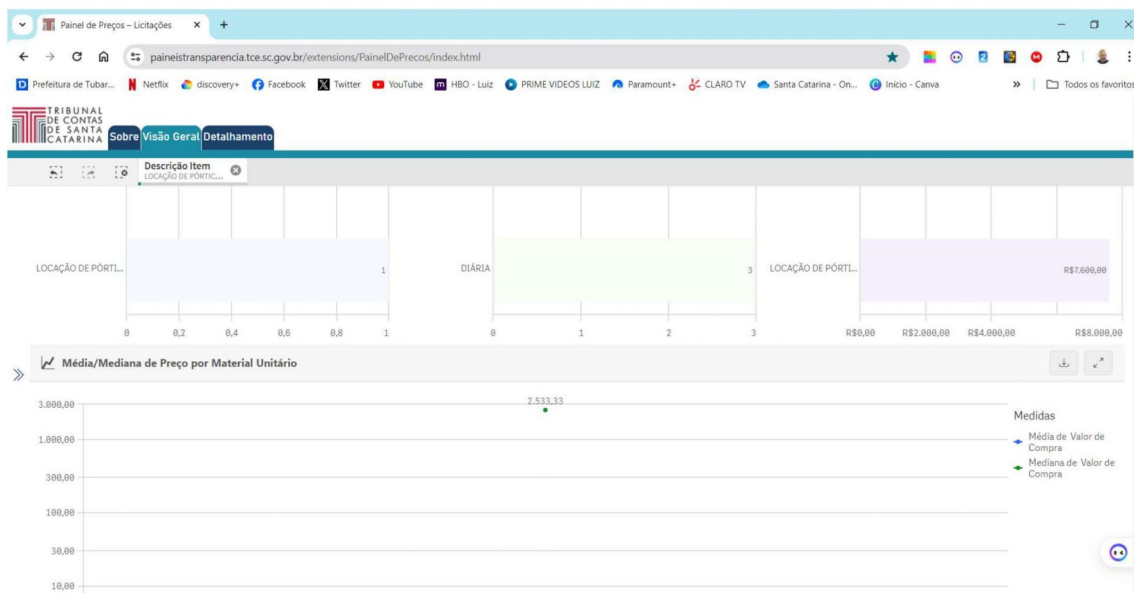 Painel de Preços – Licitações
paineistransparencia.tce.sc.gov.br/extensions/PainelDePrecos/index.html
Prefeitura de Tubar... Netflix discovery+ Facebook Twitter YouTube HBO - Luiz PRIME VIDEOS LUIZ Paramount+ CLARO TV Santa Catarina - On... Início - Canva » Todos os favoritos
TRIBUNAL
DE CONTAS
DE SANTA
CATARINA
Sobre Visão Geral Detalhamento
Descrição Item
LOCAÇÃO DE PÓRTIC...
LOCAÇÃO DE PÓRTI... 1 DIÁRIA 3 LOCAÇÃO DE PÓRTI... R$7.600,00
0 0,2 0,4 0,6 0,8 1 0 1 2 3 R$0,00 R$2.000,00 R$4.000,00 R$8.000,00
Média/Mediana de Preço por Material Unitário
3.000,00
2.533,33
Medidas
1.000,00
Média de Valor de
Compra
Mediana de Valor de
Compra
300,00
100,00
30,00
10,00